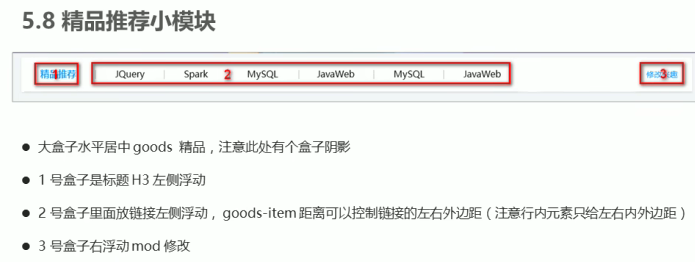 5.8 精品推荐小模块
精品推荐 1 JQuery | Spark 2 MySQL | JavaWeb | MySQL | JavaWeb 修改 3 趣
● 大盒子水平居中 goods 精品，注意此处有个盒子阴影
● 1 号盒子是标题 H3 左侧浮动
● 2 号盒子里面放链接左侧浮动， goods-item 距离可以控制链接的左右外边距（注意行内元素只给左右内外边距）
● 3 号盒子右浮动 mod 修改